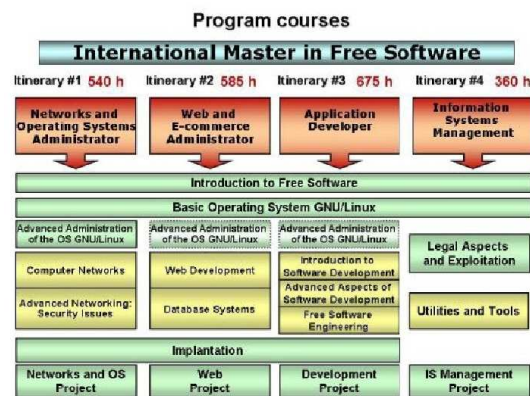 Program courses
International Master in Free Software
Itinerary #1 540 h
Itinerary #2 585 h
Itinerary #3 675 h
Itinerary #4 360 h
Networks and
Operating Systems
Administrator
Web and
E-commerce
Administrator
Application
Developer
Information
Systems
Management
Introduction to Free Software
Basic Operating System GNU/Linux
Advanced Administration
of the OS GNU/Linux
Advanced Administration
of the OS GNU/Linux
Advanced Administration
of the OS GNU/Linux
Legal Aspects
and Exploitation
Computer Networks
Web Development
Introduction to
Software Development
Advanced Aspects
of Software Development
Advanced Networking:
Security Issues
Database Systems
Free Software
Engineering
Utilities and Tools
Implantation
Networks and OS
Project
Web
Project
Development
Project
IS Management
Project